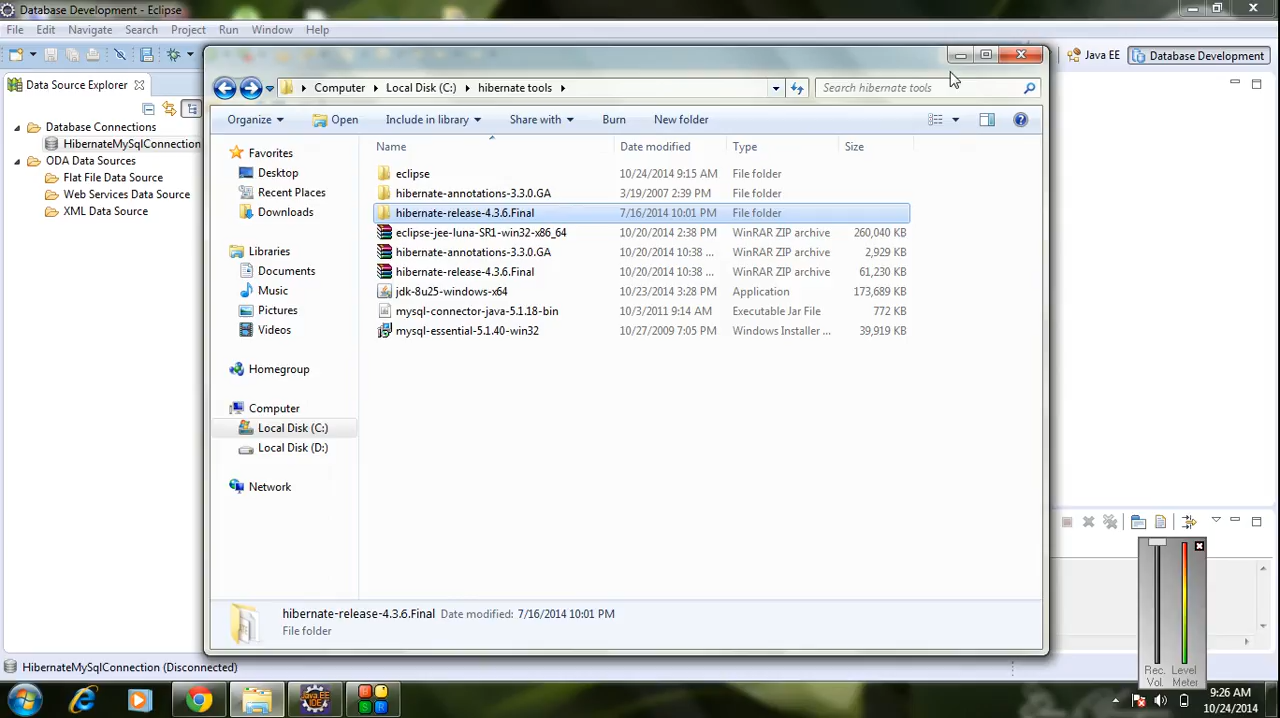 Database Development - Eclipse
File Edit Navigate Search Project Run Window Help
Java EE Database Development
Data Source Explorer
Database Connections
HibernateMySqlConnection
ODA Data Sources
Flat File Data Source
Web Services Data Source
XML Data Source
Computer Local Disk (C:) hibernate tools
Search hibernate tools
Organize Open Include in library Share with Burn New folder
Name Date modified Type Size
eclipse 10/24/2014 9:15 AM File folder
hibernate-annotations-3.3.0.GA 3/19/2007 2:39 PM File folder
hibernate-release-4.3.6.Final 7/16/2014 10:01 PM File folder
eclipse-jee-luna-SR1-win32-x86_64 10/20/2014 2:38 PM WinRAR ZIP archive 260,040 KB
hibernate-annotations-3.3.0.GA 10/20/2014 10:38 ... WinRAR ZIP archive 2,929 KB
hibernate-release-4.3.6.Final 10/20/2014 10:38 ... WinRAR ZIP archive 61,230 KB
jdk-8u25-windows-x64 10/23/2014 3:28 PM Application 173,689 KB
mysql-connector-java-5.1.18-bin 10/3/2011 9:14 AM Executable Jar File 772 KB
mysql-essential-5.1.40-win32 10/27/2009 7:05 PM Windows Installer ... 39,919 KB
Favorites
Desktop
Recent Places
Downloads
Libraries
Documents
Music
Pictures
Videos
Homegroup
Computer
Local Disk (C:)
Local Disk (D:)
Network
hibernate-release-4.3.6.Final Date modified: 7/16/2014 10:01 PM
File folder
HibernateMySqlConnection (Disconnected)
Rec. Level
Vol. Meter
Java EE
IDE
B S R
9:26 AM
10/24/2014